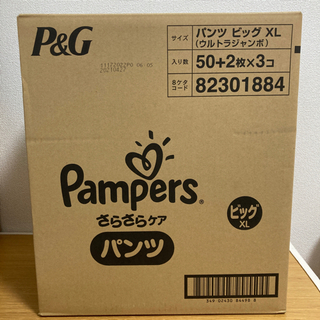 P&G
サイズ
パンツ ビッグ XL
(ウルトラジャンボ)
入り数
50+2枚×3コ
8ケタ
コード
82301884
20210827
Pampers®
さらさらケア
パンツ
ビッグ
XL